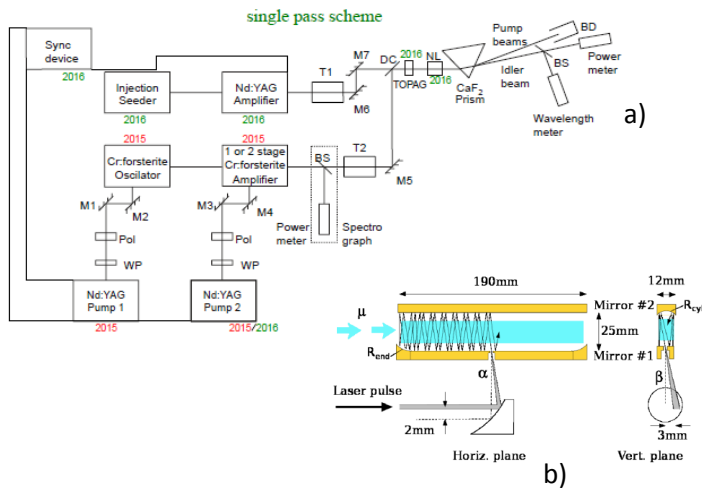 single pass scheme
Sync
device
2016
Injection
Seeder
2016
Nd:YAG
Amplifier
2016
T1
M7
M6
DC
2016
TOPAG
NL
2016
CaF2
Prism
Pump
beams
Idler
beam
BD
BS
Power
meter
Wavelength
meter
a)
2015
Cr:forsterite
Oscilator
2015
1 or 2 stage
Cr:forsterite
Amplifier
BS
T2
M5
M1
M2
M3
M4
Power
meter
Spectro
graph
Pol
Pol
WP
WP
Nd:YAG
Pump 1
2015
Nd:YAG
Pump 2
2015/2016
190mm
12mm
μ
Mirror #2
Rcyl
25mm
Rend
Mirror #1
α
β
Laser pulse
2mm
3mm
Horiz. plane
Vert. plane
b)